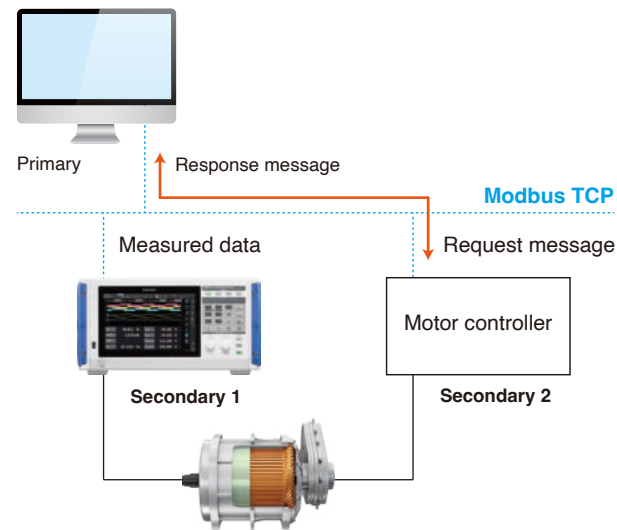 Primary
Response message
Modbus TCP
Measured data
Request message
Motor controller
Secondary 1
Secondary 2